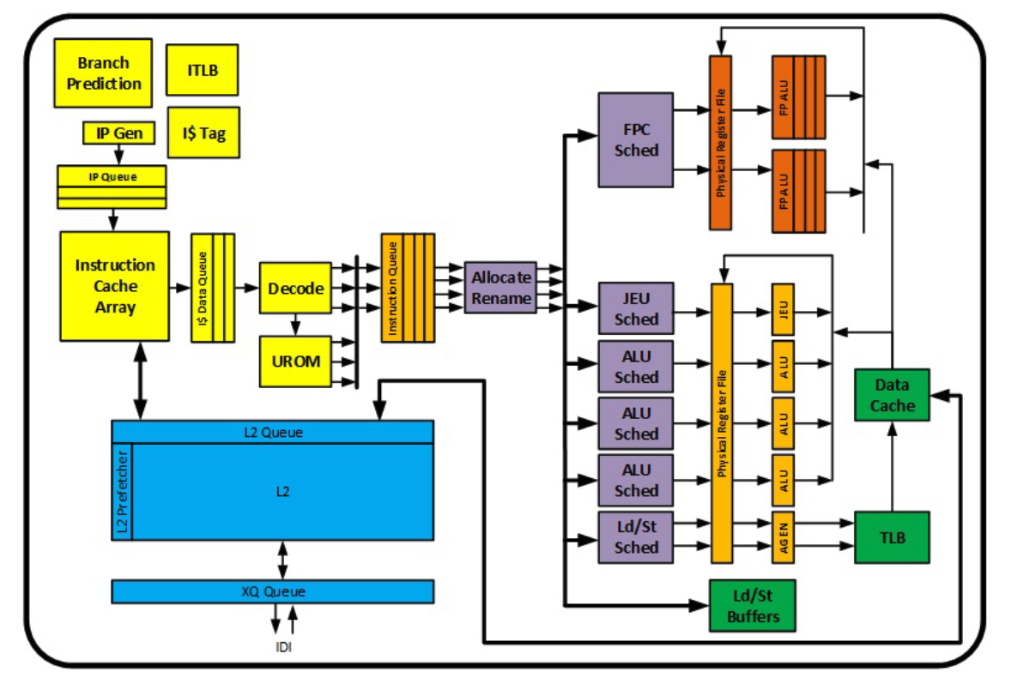 Branch
Prediction
ITLB
IP Gen
I$ Tag
IP Queue
Instruction
Cache
Array
I$ Data Queue
Decode
UROM
Instruction Queue
Allocate
Rename
FPC
Sched
Physical Register File
FP ALU
FP ALU
JEU
Sched
ALU
Sched
ALU
Sched
ALU
Sched
Ld/St
Sched
Physical Register File
JEU
ALU
ALU
ALU
AGEN
Data
Cache
TLB
Ld/St
Buffers
L2 Queue
L2 Prefetcher
L2
XQ Queue
IDI